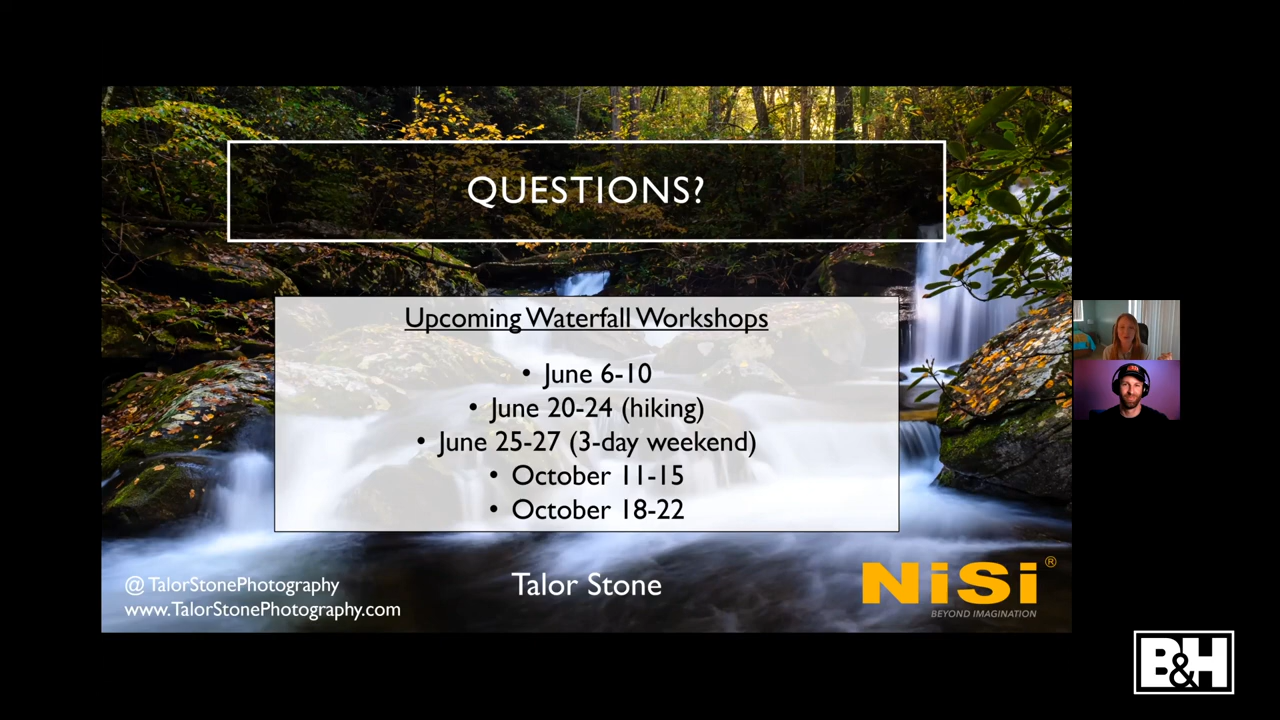 QUESTIONS?
Upcoming Waterfall Workshops
• June 6-10
• June 20-24 (hiking)
• June 25-27 (3-day weekend)
• October 11-15
• October 18-22
@ TalorStonePhotography
www.TalorStonePhotography.com
Talor Stone
NiSi®
BEYOND IMAGINATION
B&H